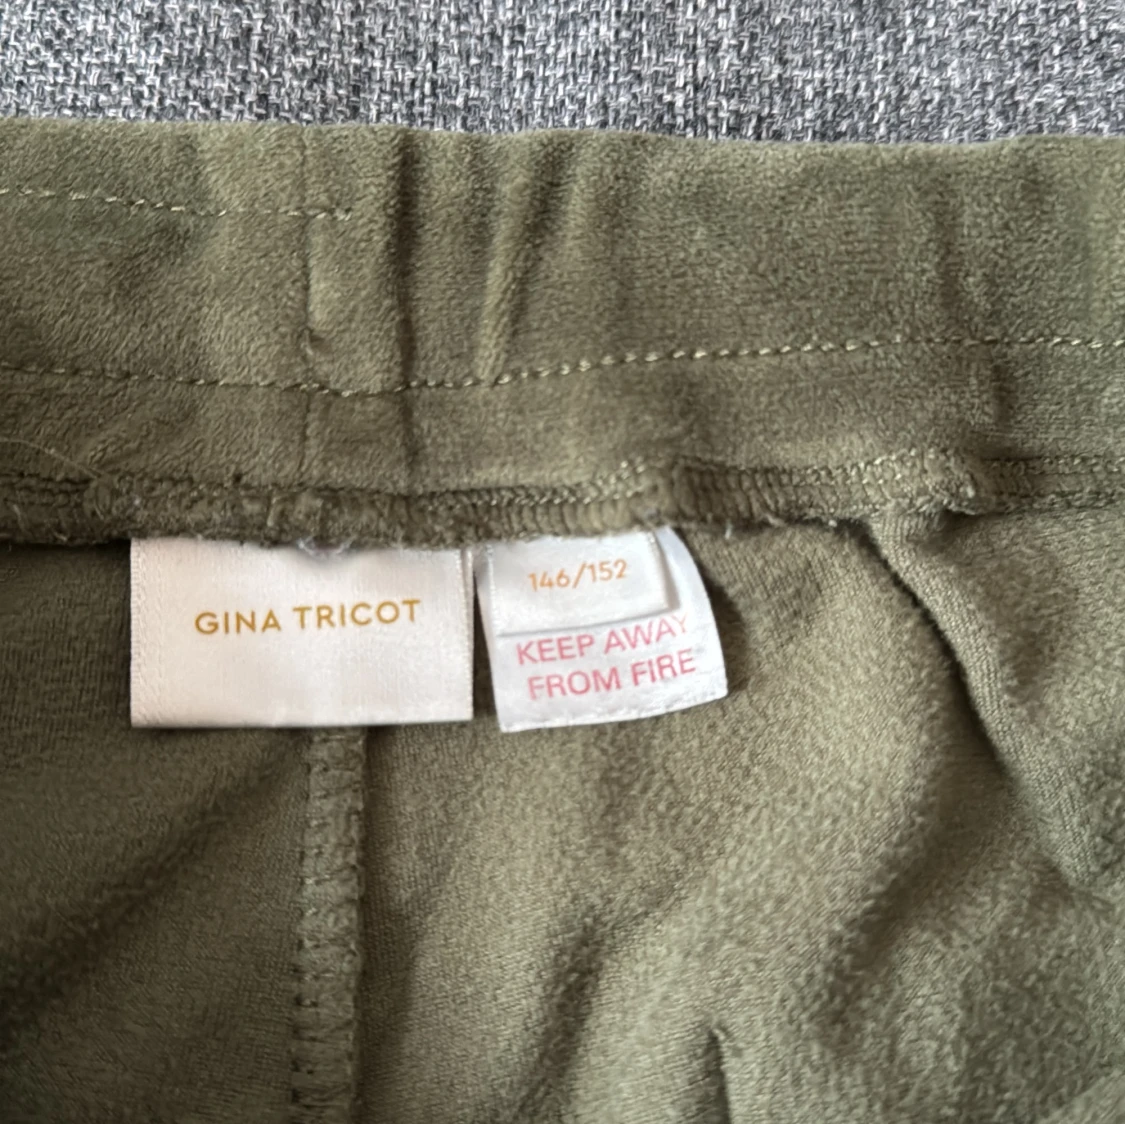 GINA TRICOT
146/152
KEEP AWAY
FROM FIRE